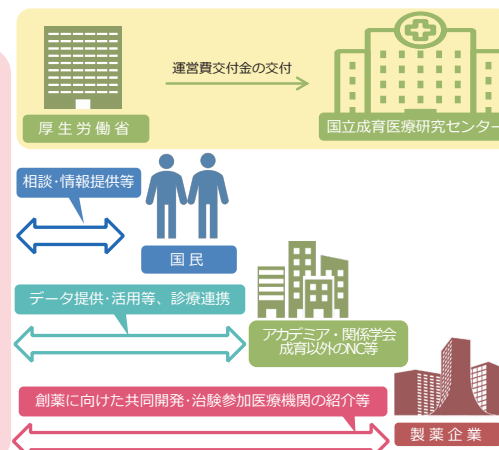 運営費交付金の交付
厚生労働省
国立成育医療研究センター
相談・情報提供等
国民
データ提供・活用等、診療連携
アカデミア・関係学会
成育以外のNC等
創薬に向けた共同開発・治験参加医療機関の紹介等
製薬企業